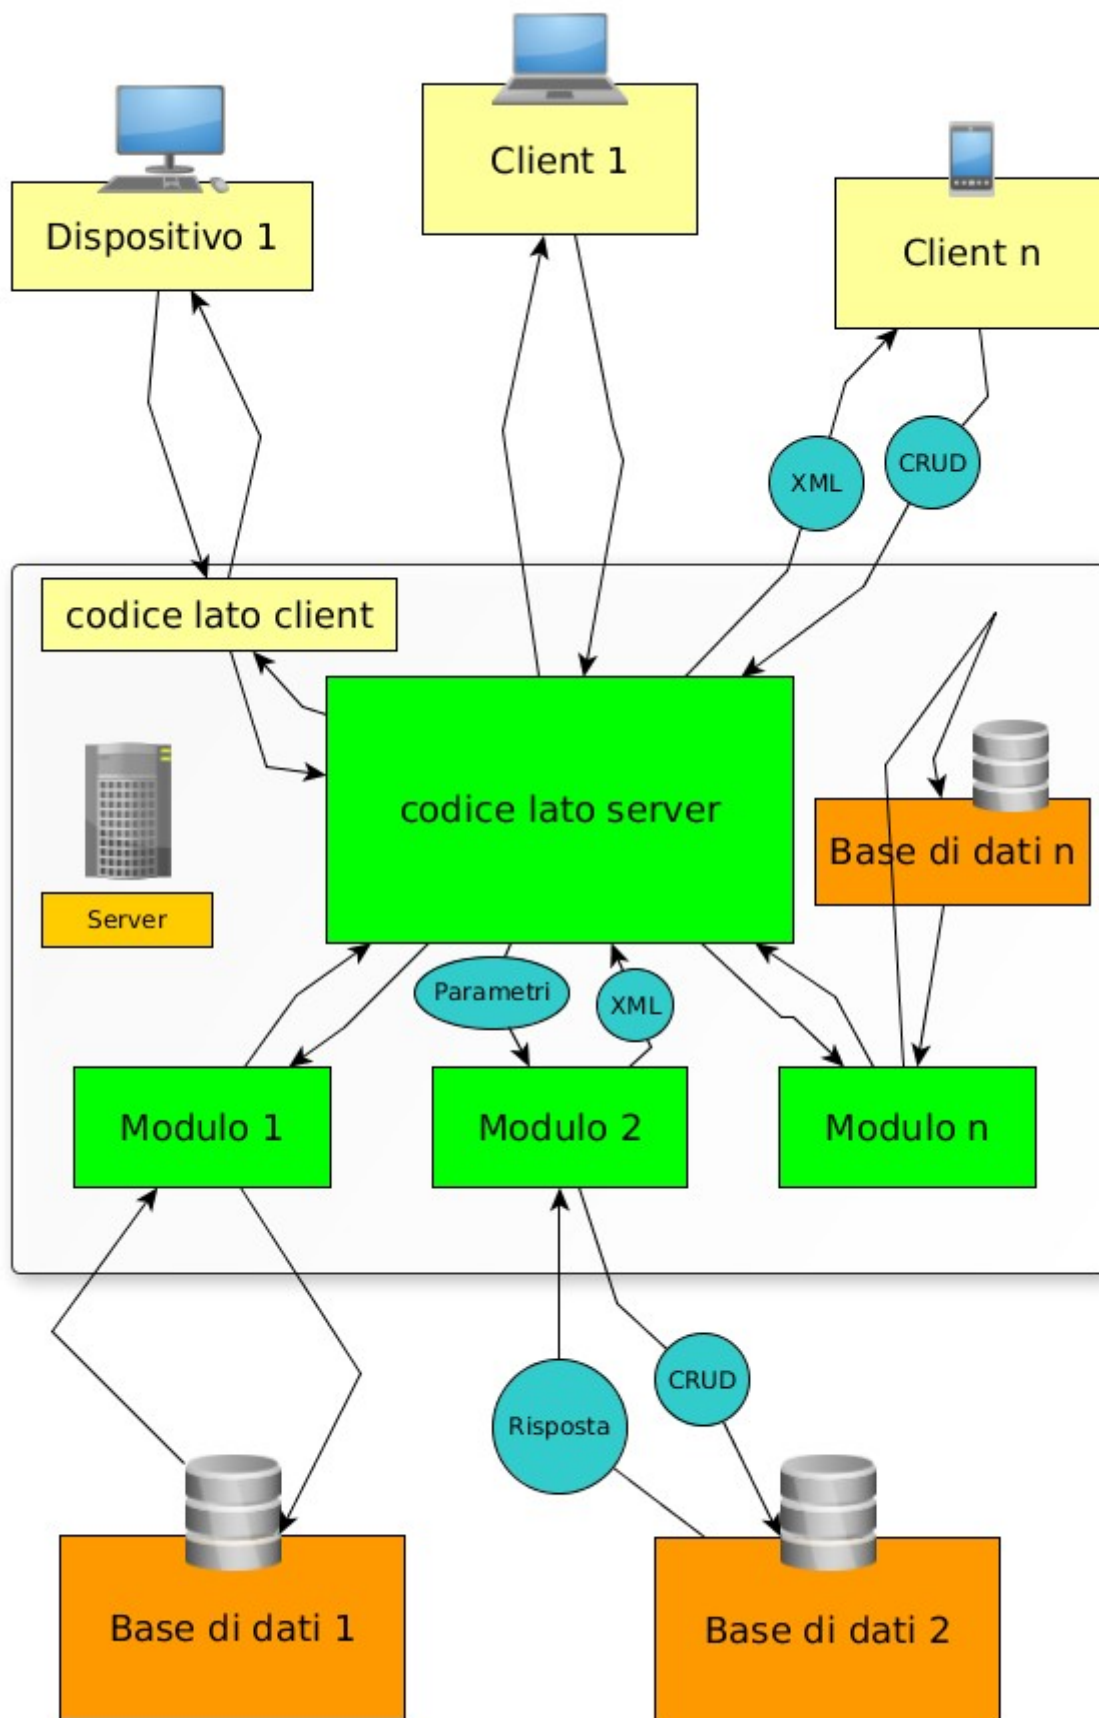 Client 1
Dispositivo 1
Client n
XML
CRUD
codice lato client
codice lato server
Base di dati n
Server
Parametri
XML
Modulo 1
Modulo 2
Modulo n
CRUD
Risposta
Base di dati 1
Base di dati 2